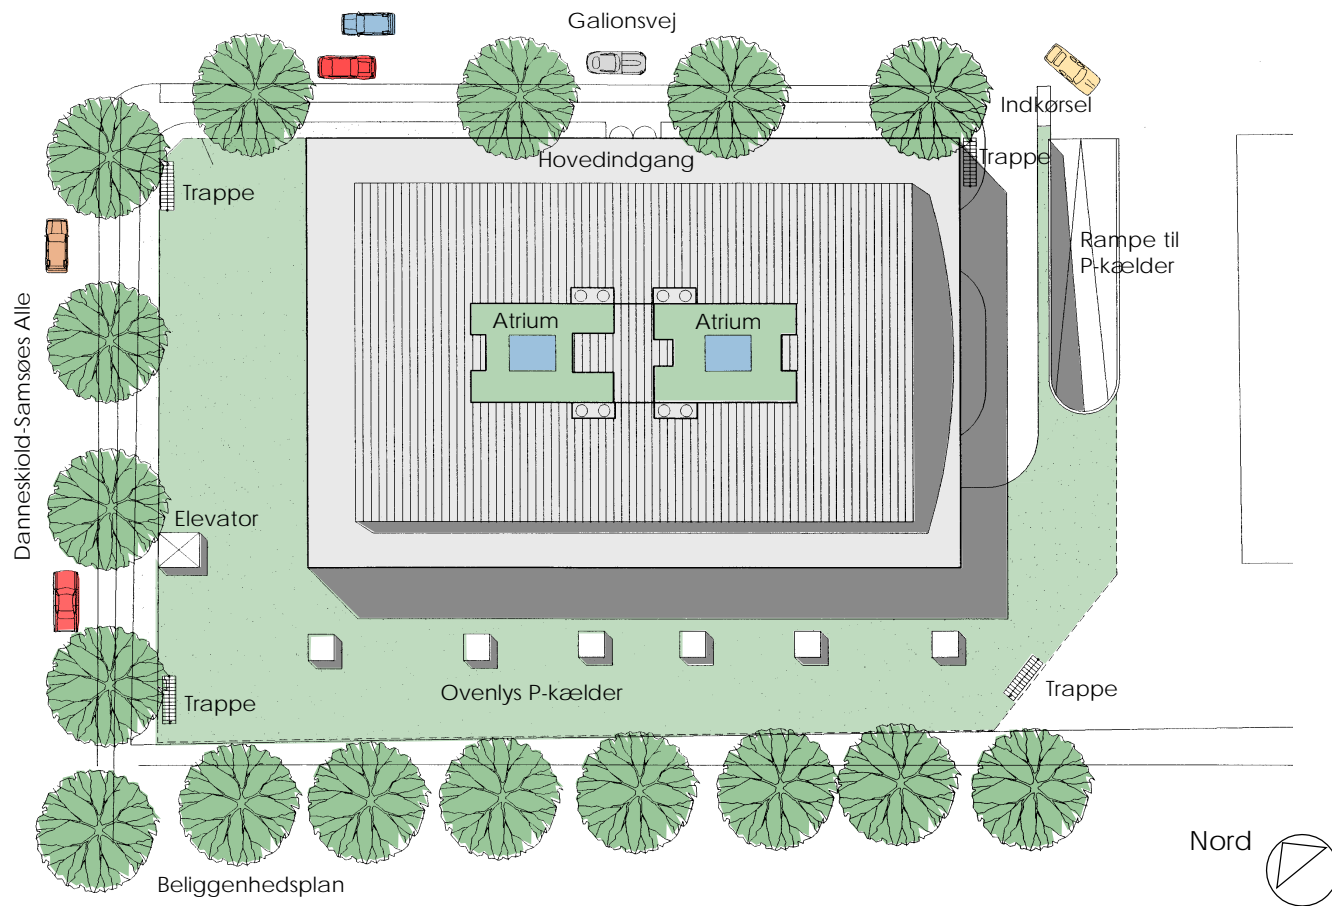 Galionsvej
Indkørsel
Hovedindgang
Trappe
Trappe
Rampe til
P-kælder
Atrium
Atrium
Danneskiold-Samsøes Alle
Elevator
Ovenlys P-kælder
Trappe
Trappe
Nord
Beliggenhedsplan